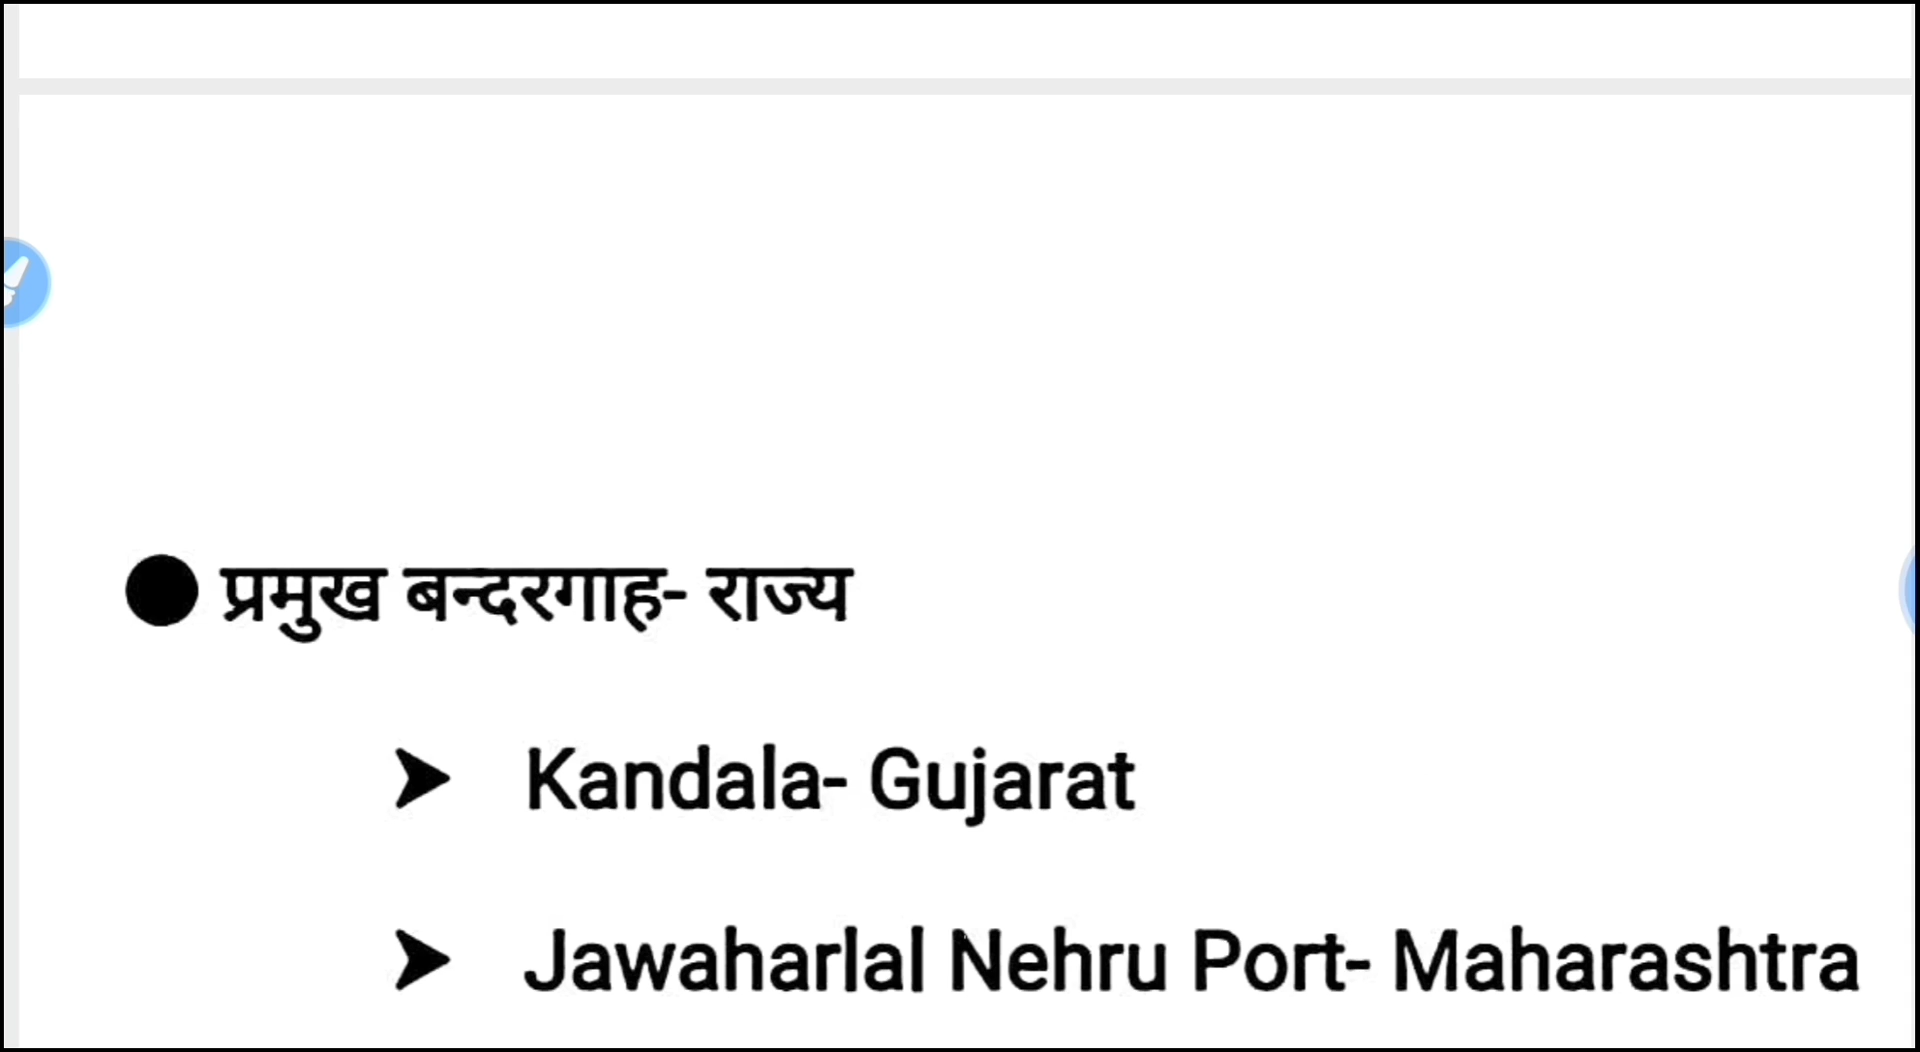 ● प्रमुख बन्दरगाह- राज्य
➤ Kandala- Gujarat
➤ Jawaharlal Nehru Port- Maharashtra